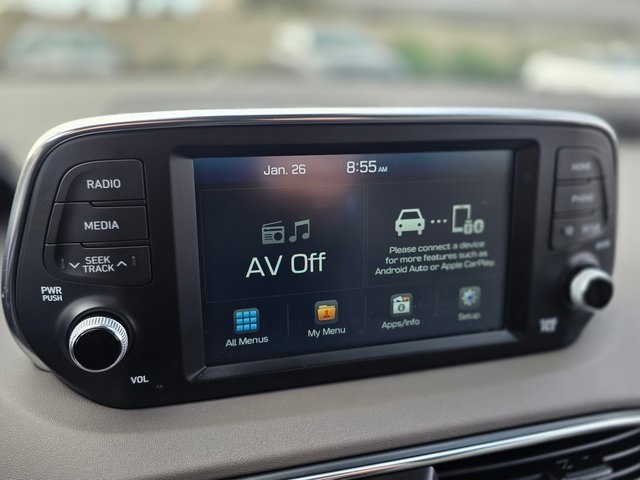 RADIO
MEDIA
SEEK
TRACK
PWR
PUSH
VOL
Jan. 26
8:55 AM
AV Off
Please connect a device
for more features such as
Android Auto or Apple CarPlay.
All Menus
My Menu
Apps/Info
Setup
HOME
PHONE